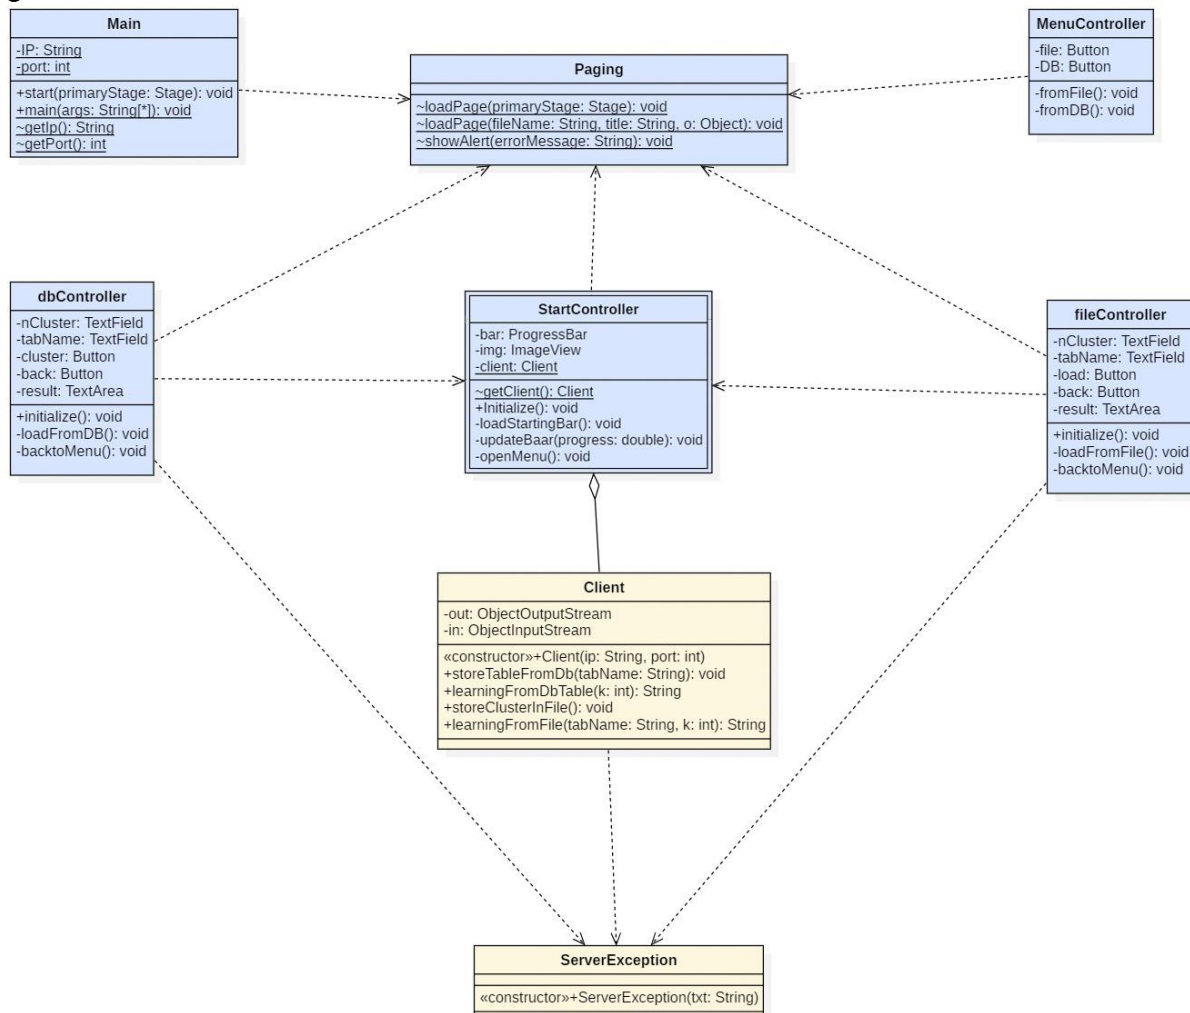 Main
-IP: String
-port: int
+start(primaryStage: Stage): void
+main(args: String[*]): void
~getIp(): String
~getPort(): int
Paging
~loadPage(primaryStage: Stage): void
~loadPage(fileName: String, title: String, o: Object): void
~showAlert(errorMessage: String): void
MenuController
-file: Button
-DB: Button
-fromFile(): void
-fromDB(): void
dbController
-nCluster: TextField
-tabName: TextField
-cluster: Button
-back: Button
-result: TextArea
+initialize(): void
-loadFromDB(): void
-backtoMenu(): void
StartController
-bar: ProgressBar
-img: ImageView
-client: Client
~getClient(): Client
+Initialize(): void
-loadStartingBar(): void
-updateBaar(progress: double): void
-openMenu(): void
fileController
-nCluster: TextField
-tabName: TextField
-load: Button
-back: Button
-result: TextArea
+initialize(): void
-loadFromFile(): void
-backtoMenu(): void
Client
-out: ObjectOutputStream
-in: ObjectInputStream
«constructor»+Client(ip: String, port: int)
+storeTableFromDb(tabName: String): void
+learningFromDbTable(k: int): String
+storeClusterInFile(): void
+learningFromFile(tabName: String, k: int): String
ServerException
«constructor»+ServerException(txt: String)